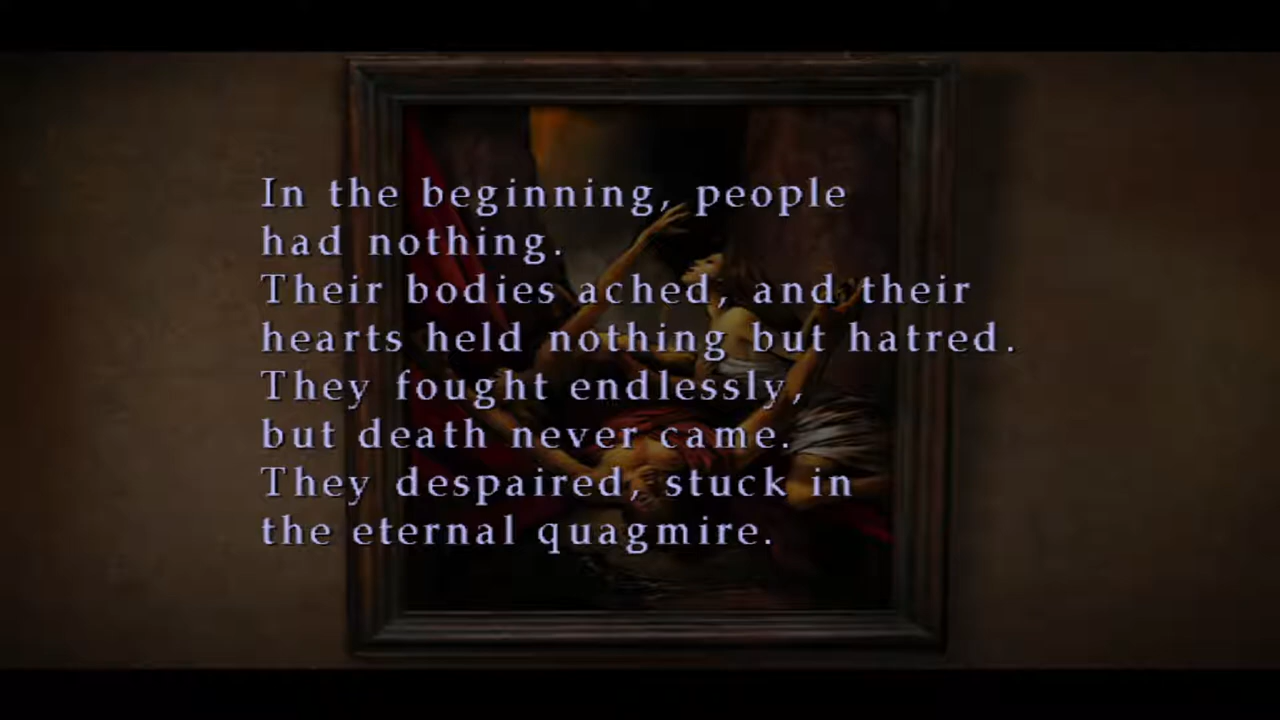 In the beginning, people
had nothing.
Their bodies ached, and their
hearts held nothing but hatred.
They fought endlessly,
but death never came.
They despaired, stuck in
the eternal quagmire.